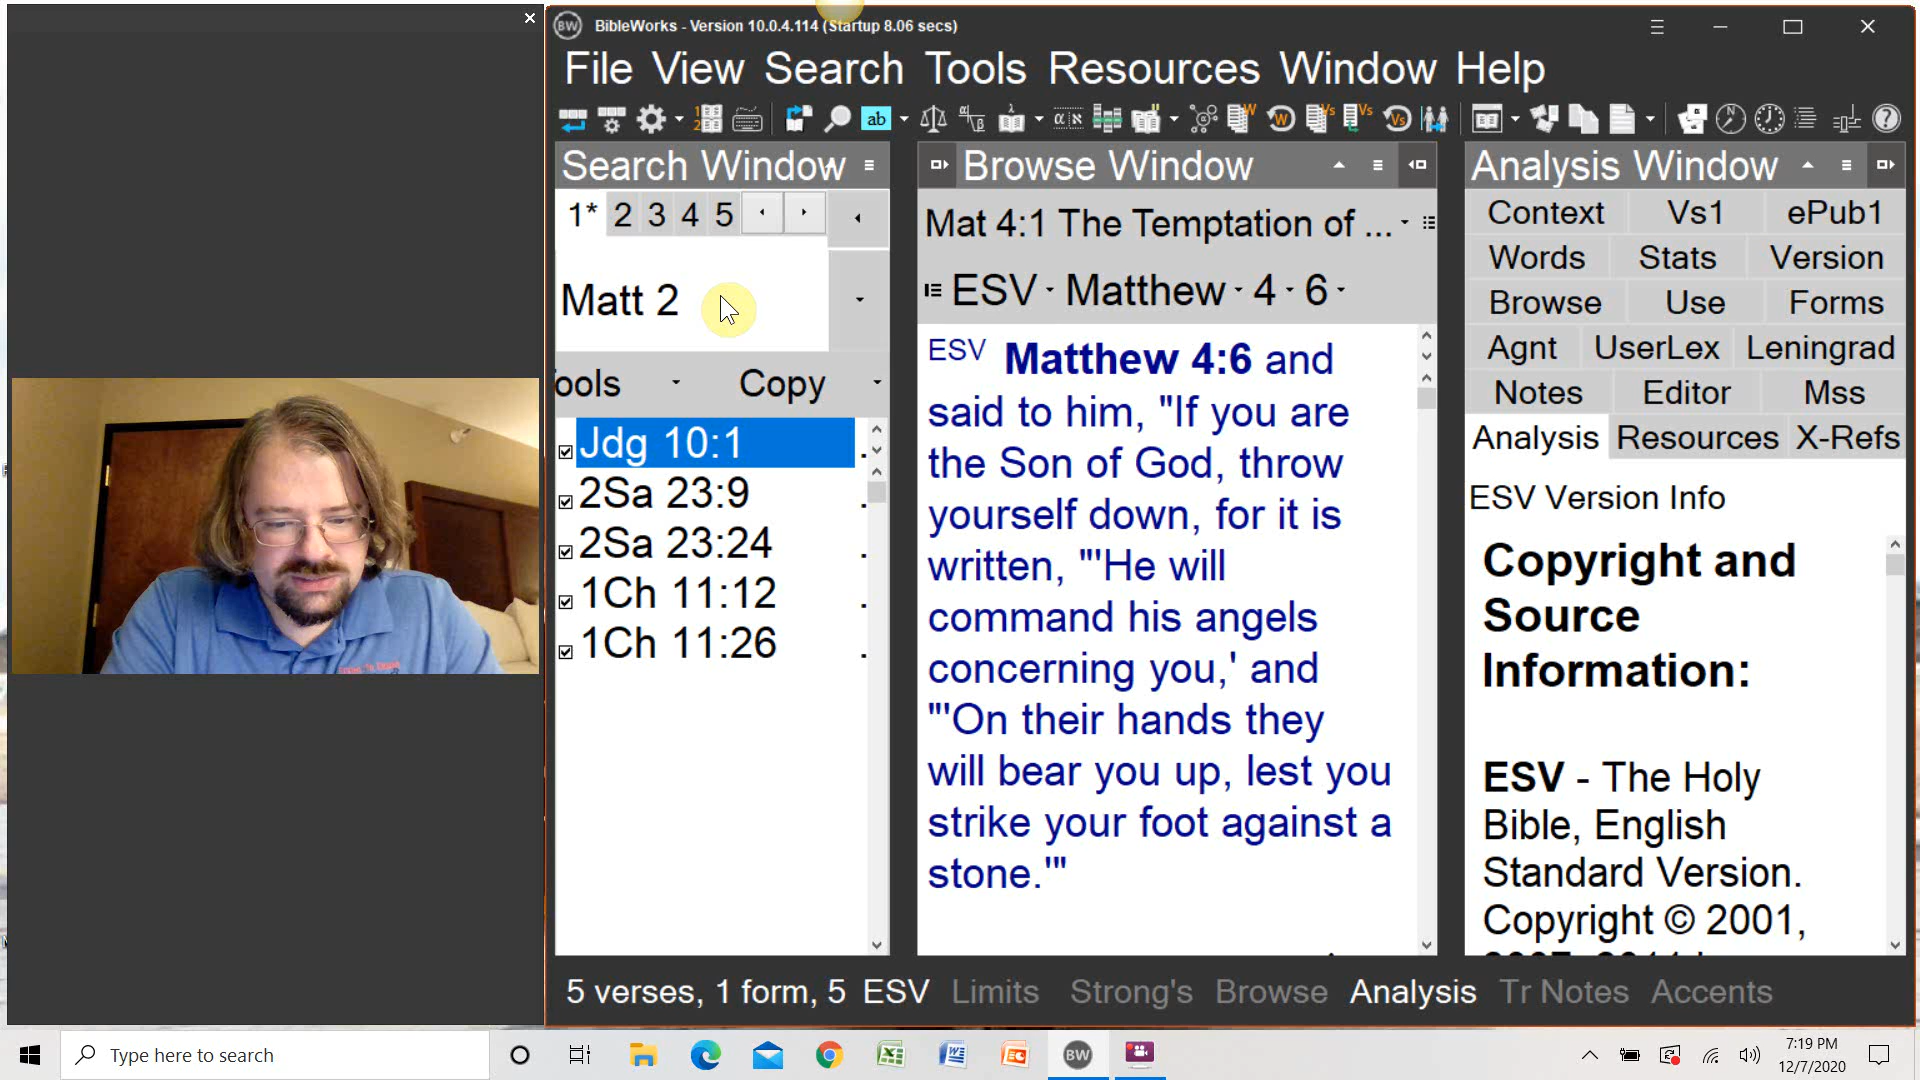 BW BibleWorks - Version 10.0.4.114 (Startup 8.06 secs)
File View Search Tools Resources Window Help
Search Window
1* 2 3 4 5
Matt 2
ools Copy
Jdg 10:1
2Sa 23:9
2Sa 23:24
1Ch 11:12
1Ch 11:26
Browse Window
Mat 4:1 The Temptation of ...
ESV Matthew 4 6
ESV Matthew 4:6 and
said to him, "If you are
the Son of God, throw
yourself down, for it is
written, "'He will
command his angels
concerning you,' and
"'On their hands they
will bear you up, lest you
strike your foot against a
stone.'"
Analysis Window
Context Vs1 ePub1
Words Stats Version
Browse Use Forms
Agnt UserLex Leningrad
Notes Editor Mss
Analysis Resources X-Refs
ESV Version Info
Copyright and
Source
Information:
ESV - The Holy
Bible, English
Standard Version.
Copyright © 2001,
5 verses, 1 form, 5 ESV Limits Strong's Browse Analysis Tr Notes Accents
Type here to search
BW
7:19 PM
12/7/2020